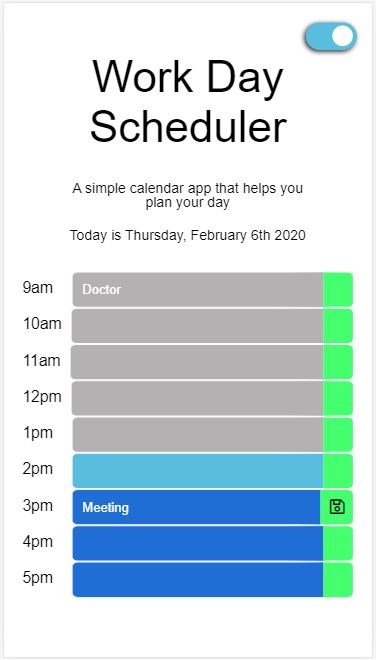 Work Day
Scheduler
A simple calendar app that helps you
plan your day
Today is Thursday, February 6th 2020
9am Doctor
10am
11am
12pm
1pm
2pm
3pm Meeting
4pm
5pm